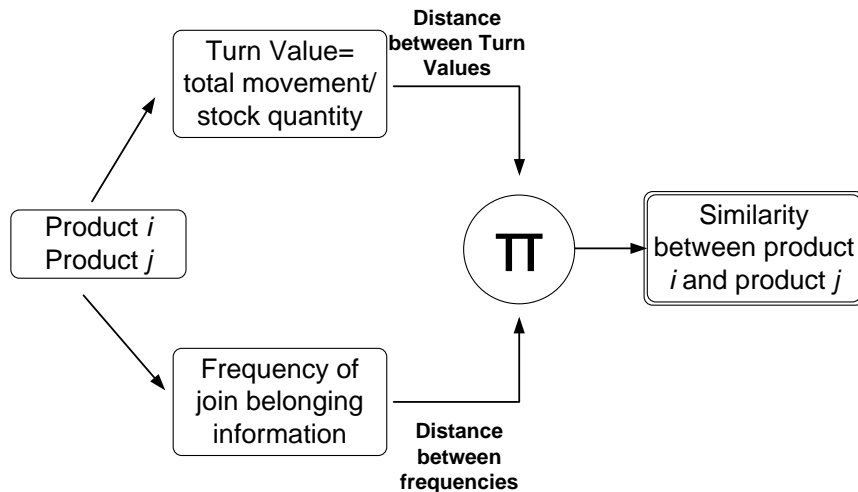 Distance
between Turn
Values
Turn Value=
total movement/
stock quantity
Product i
Product j
π
Similarity
between product
i and product j
Frequency of
join belonging
information
Distance
between
frequencies